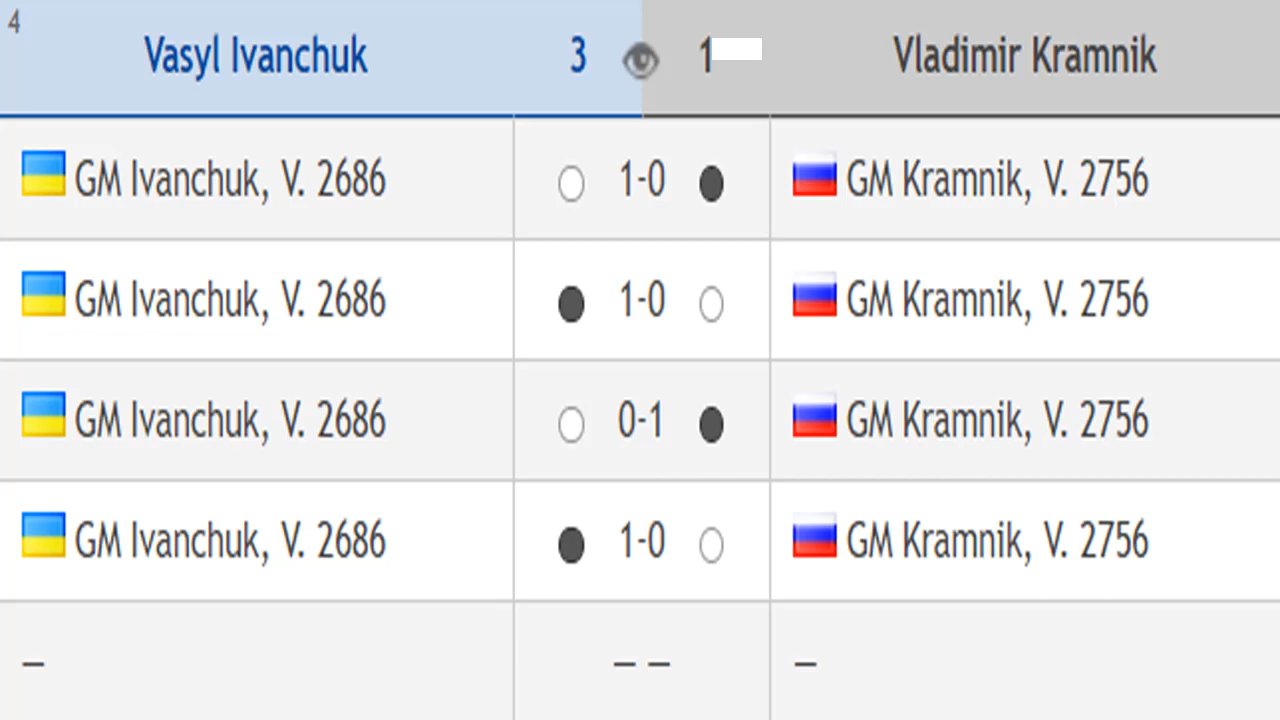 4
Vasyl Ivanchuk 3 1 Vladimir Kramnik
GM Ivanchuk, V. 2686 1-0 GM Kramnik, V. 2756
GM Ivanchuk, V. 2686 1-0 GM Kramnik, V. 2756
GM Ivanchuk, V. 2686 0-1 GM Kramnik, V. 2756
GM Ivanchuk, V. 2686 1-0 GM Kramnik, V. 2756
– – – –